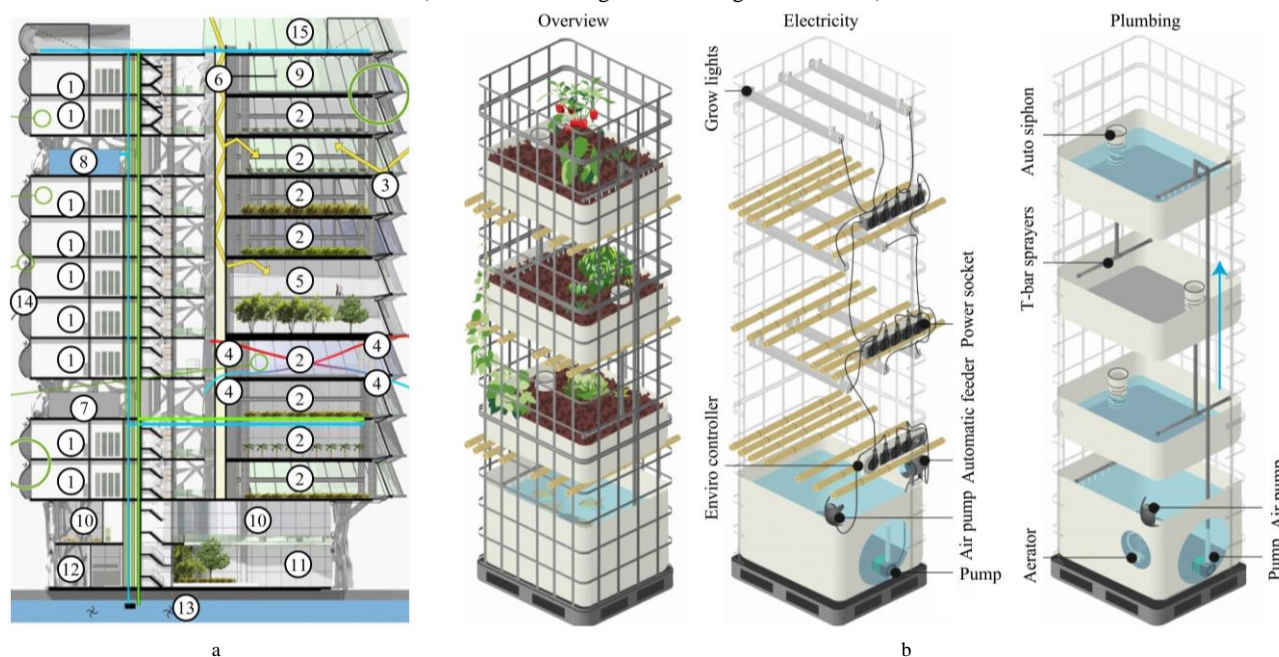 Overview
Electricity
Plumbing
15
6
9
1
1
2
8
2
3
1
2
1
2
1
5
14
1
1
4
2
4
4
4
7
2
1
2
1
2
10
10
12
11
13
a
Grow lights
Power socket
Automatic feeder
Enviro controller
Air pump
Pump
Auto siphon
T-bar sprayers
Aerator
Air pump
Pump
b